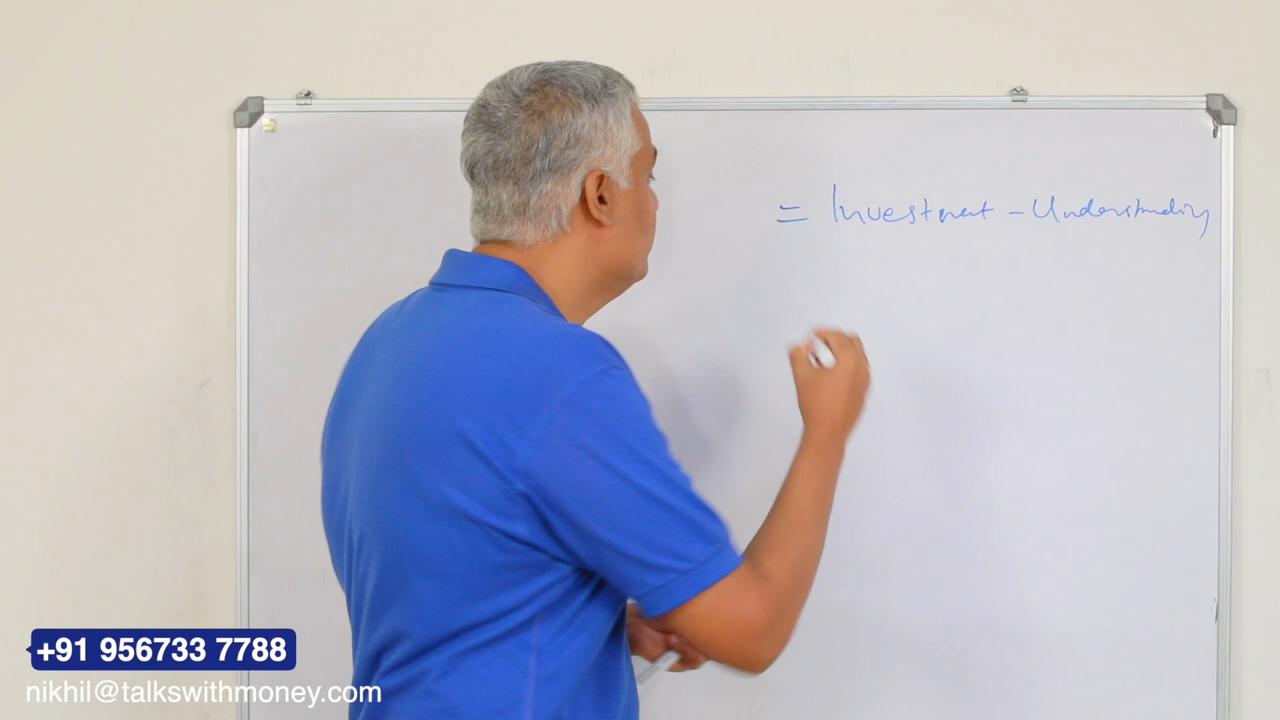 = Investment - Understanding
+91 956733 7788
nikhil@talkswithmoney.com